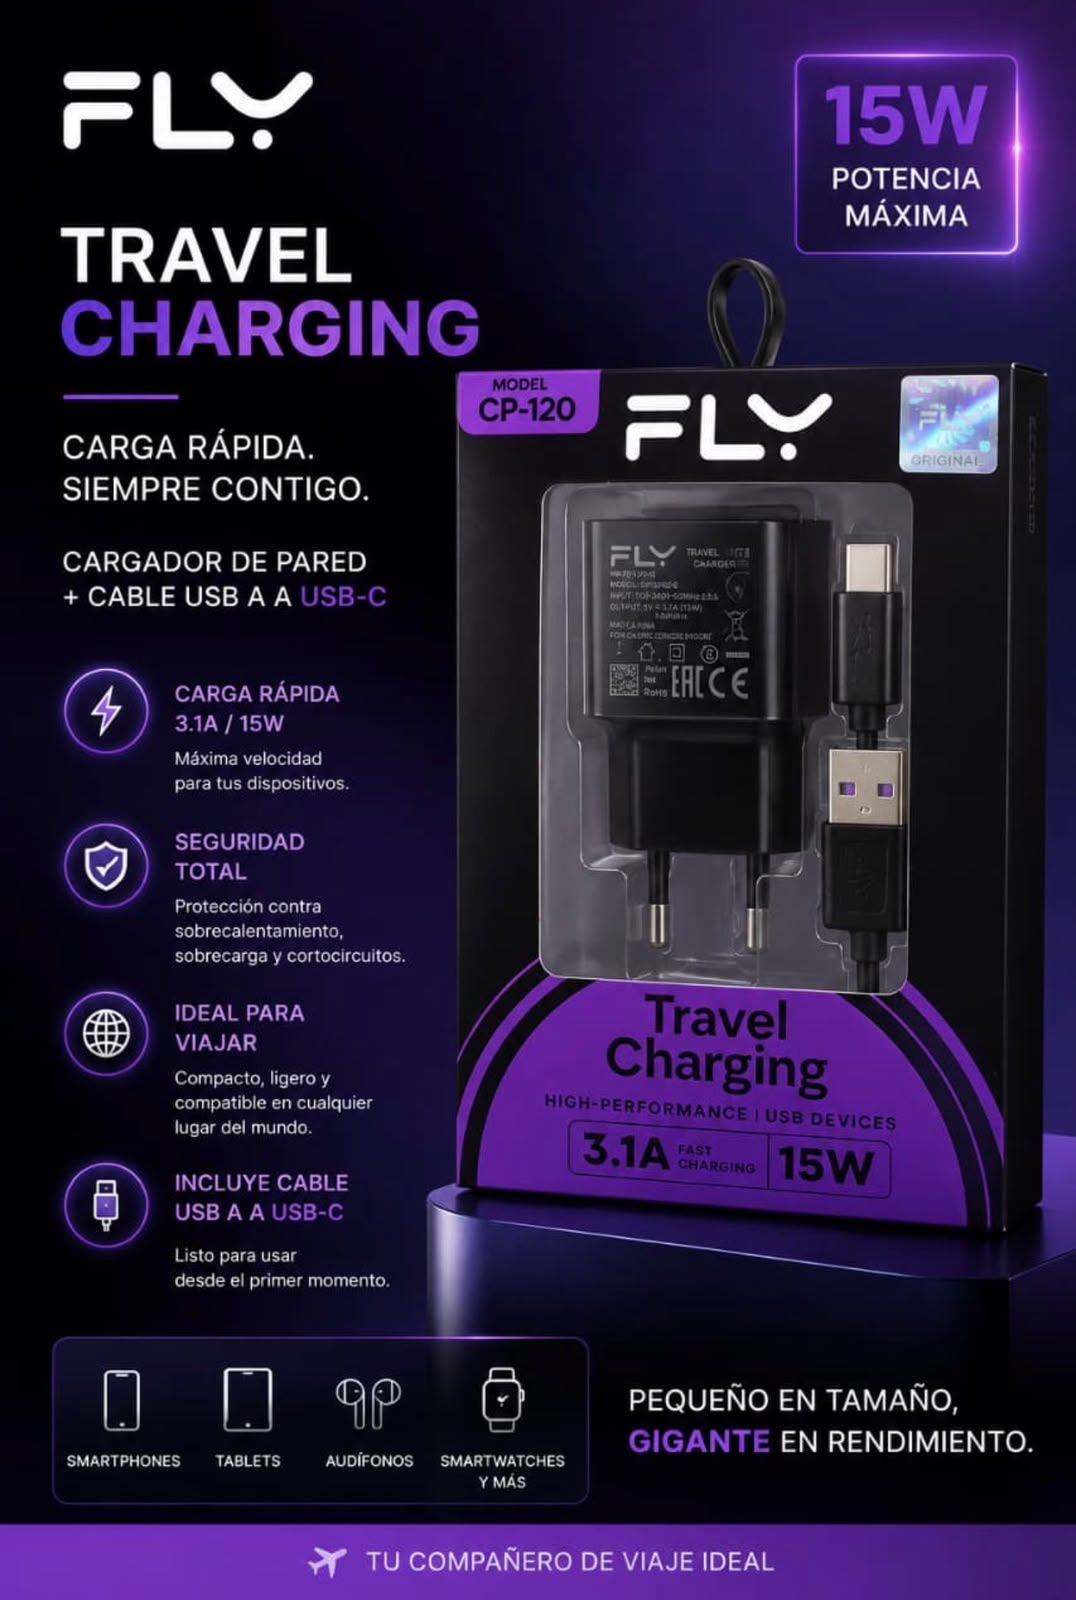 FLY
15W
POTENCIA
MÁXIMA
TRAVEL
CHARGING
CARGA RÁPIDA.
SIEMPRE CONTIGO.
CARGADOR DE PARED
+ CABLE USB A A USB-C
CARGA RÁPIDA
3.1A / 15W
Máxima velocidad
para tus dispositivos.
SEGURIDAD
TOTAL
Protección contra
sobrecalentamiento,
sobrecarga y cortocircuitos.
IDEAL PARA
VIAJAR
Compacto, ligero y
compatible en cualquier
lugar del mundo.
INCLUYE CABLE
USB A A USB-C
Listo para usar
desde el primer momento.
MODEL
CP-120
FLY
FLY
ORIGINAL
FLY
TRAVEL
CHARGER
RoHS
EAC CE
Travel
Charging
HIGH-PERFORMANCE | USB DEVICES
3.1A FAST CHARGING 15W
SMARTPHONES
TABLETS
AUDÍFONOS
SMARTWATCHES
Y MÁS
PEQUEÑO EN TAMAÑO,
GIGANTE EN RENDIMIENTO.
TU COMPAÑERO DE VIAJE IDEAL